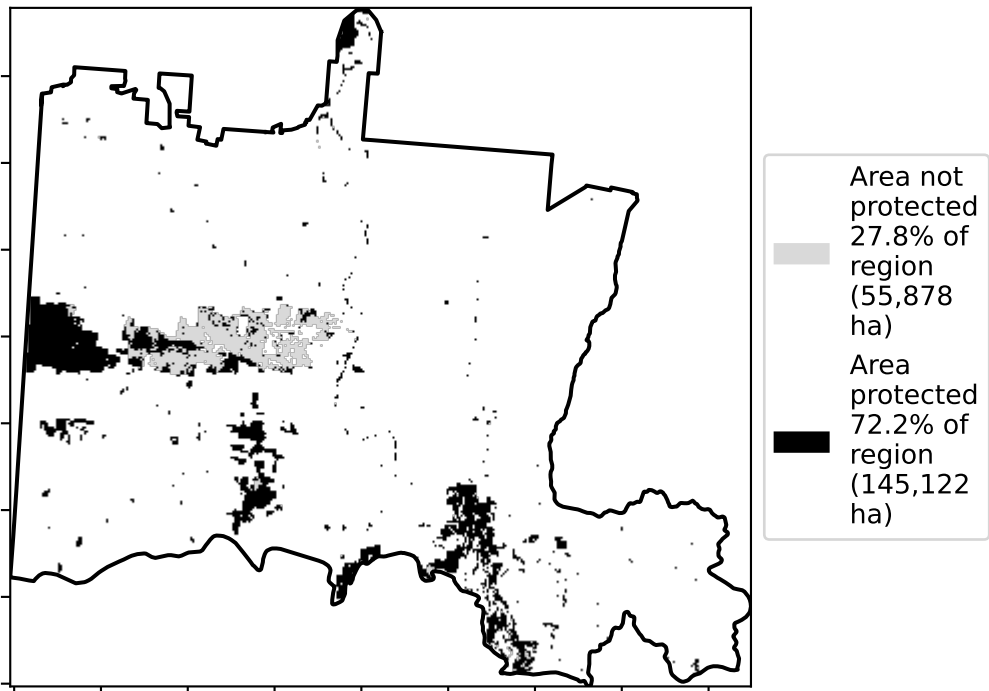 Area not
protected
27.8% of
region
(55,878
ha)
Area
protected
72.2% of
region
(145,122
ha)